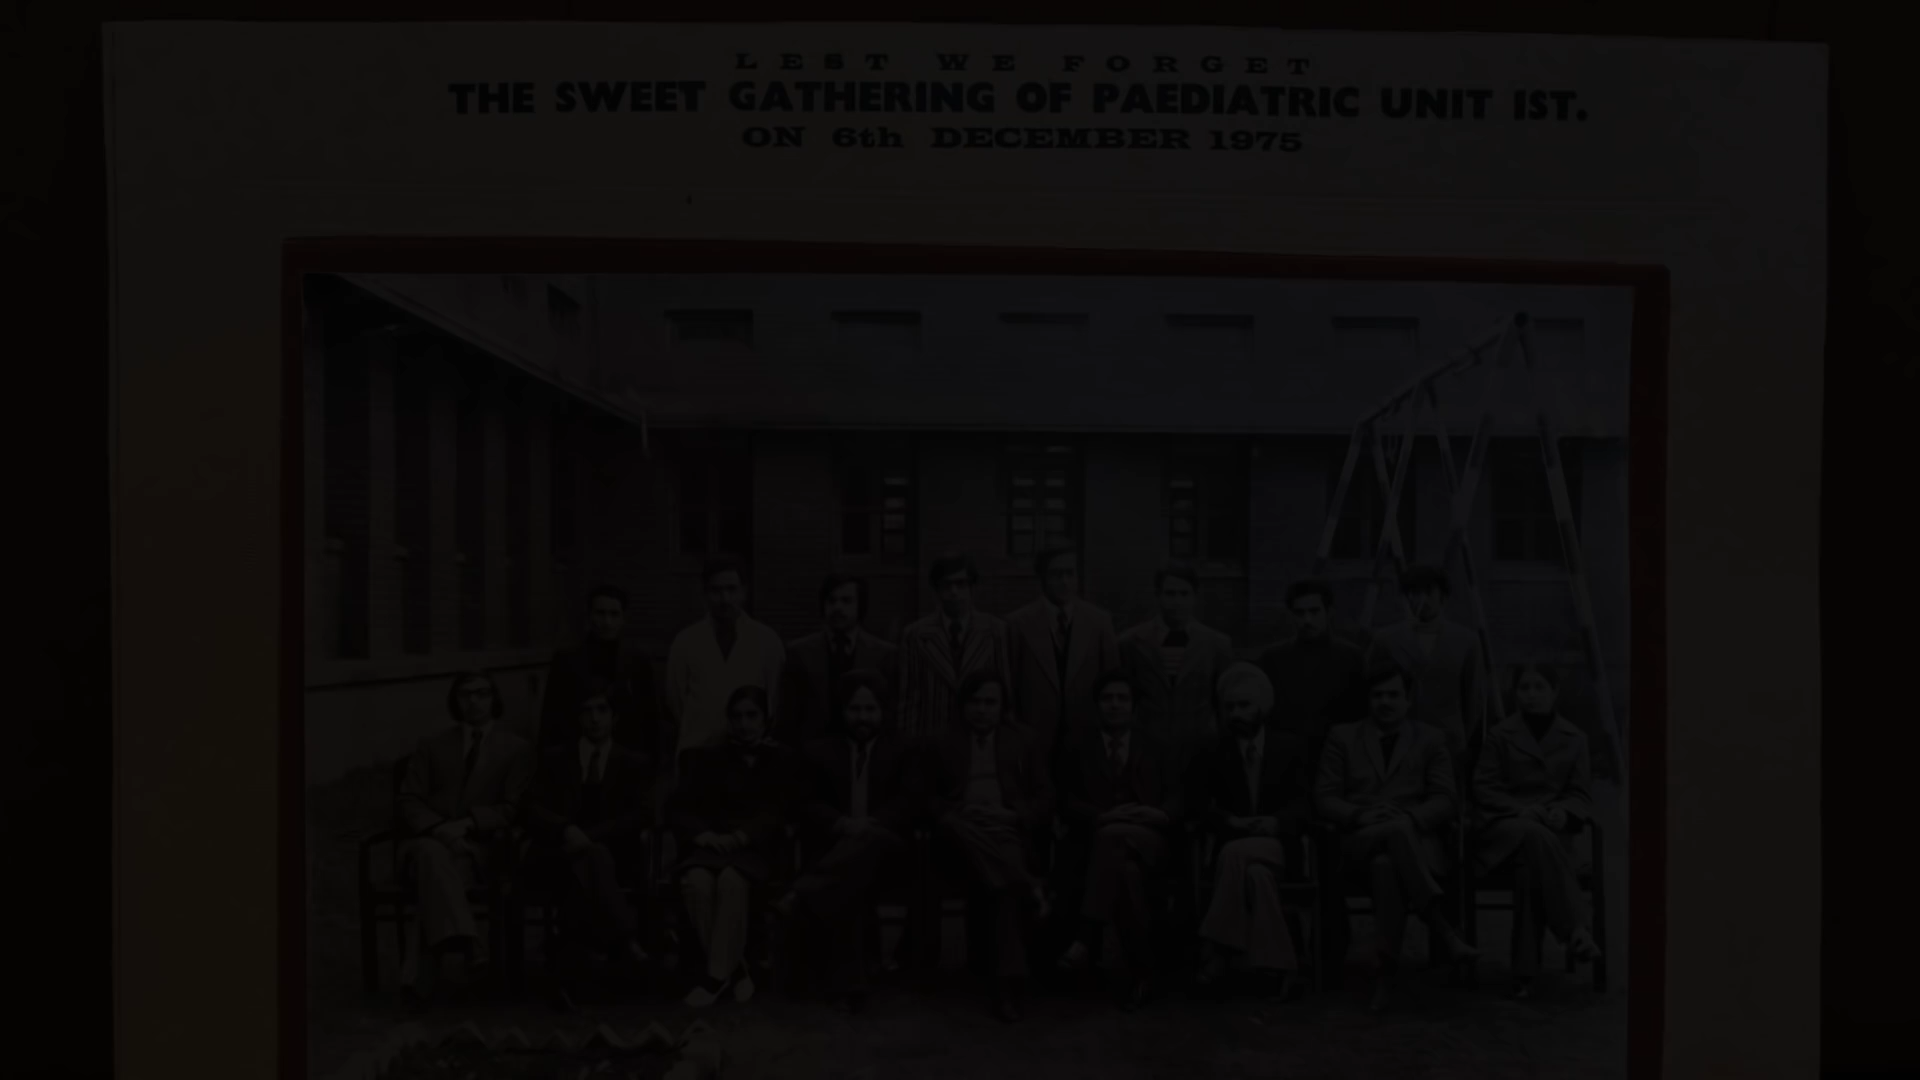 LEST WE FORGET
THE SWEET GATHERING OF PAEDIATRIC UNIT IST.
ON 6th DECEMBER 1975